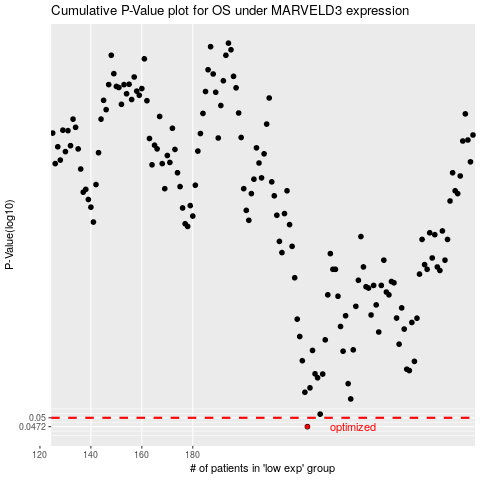 Cumulative P-Value plot for OS under MARVELD3 expression
P-Value(log10)
0.05
0.0472
optimized
120 140 160 180
# of patients in 'low exp' group